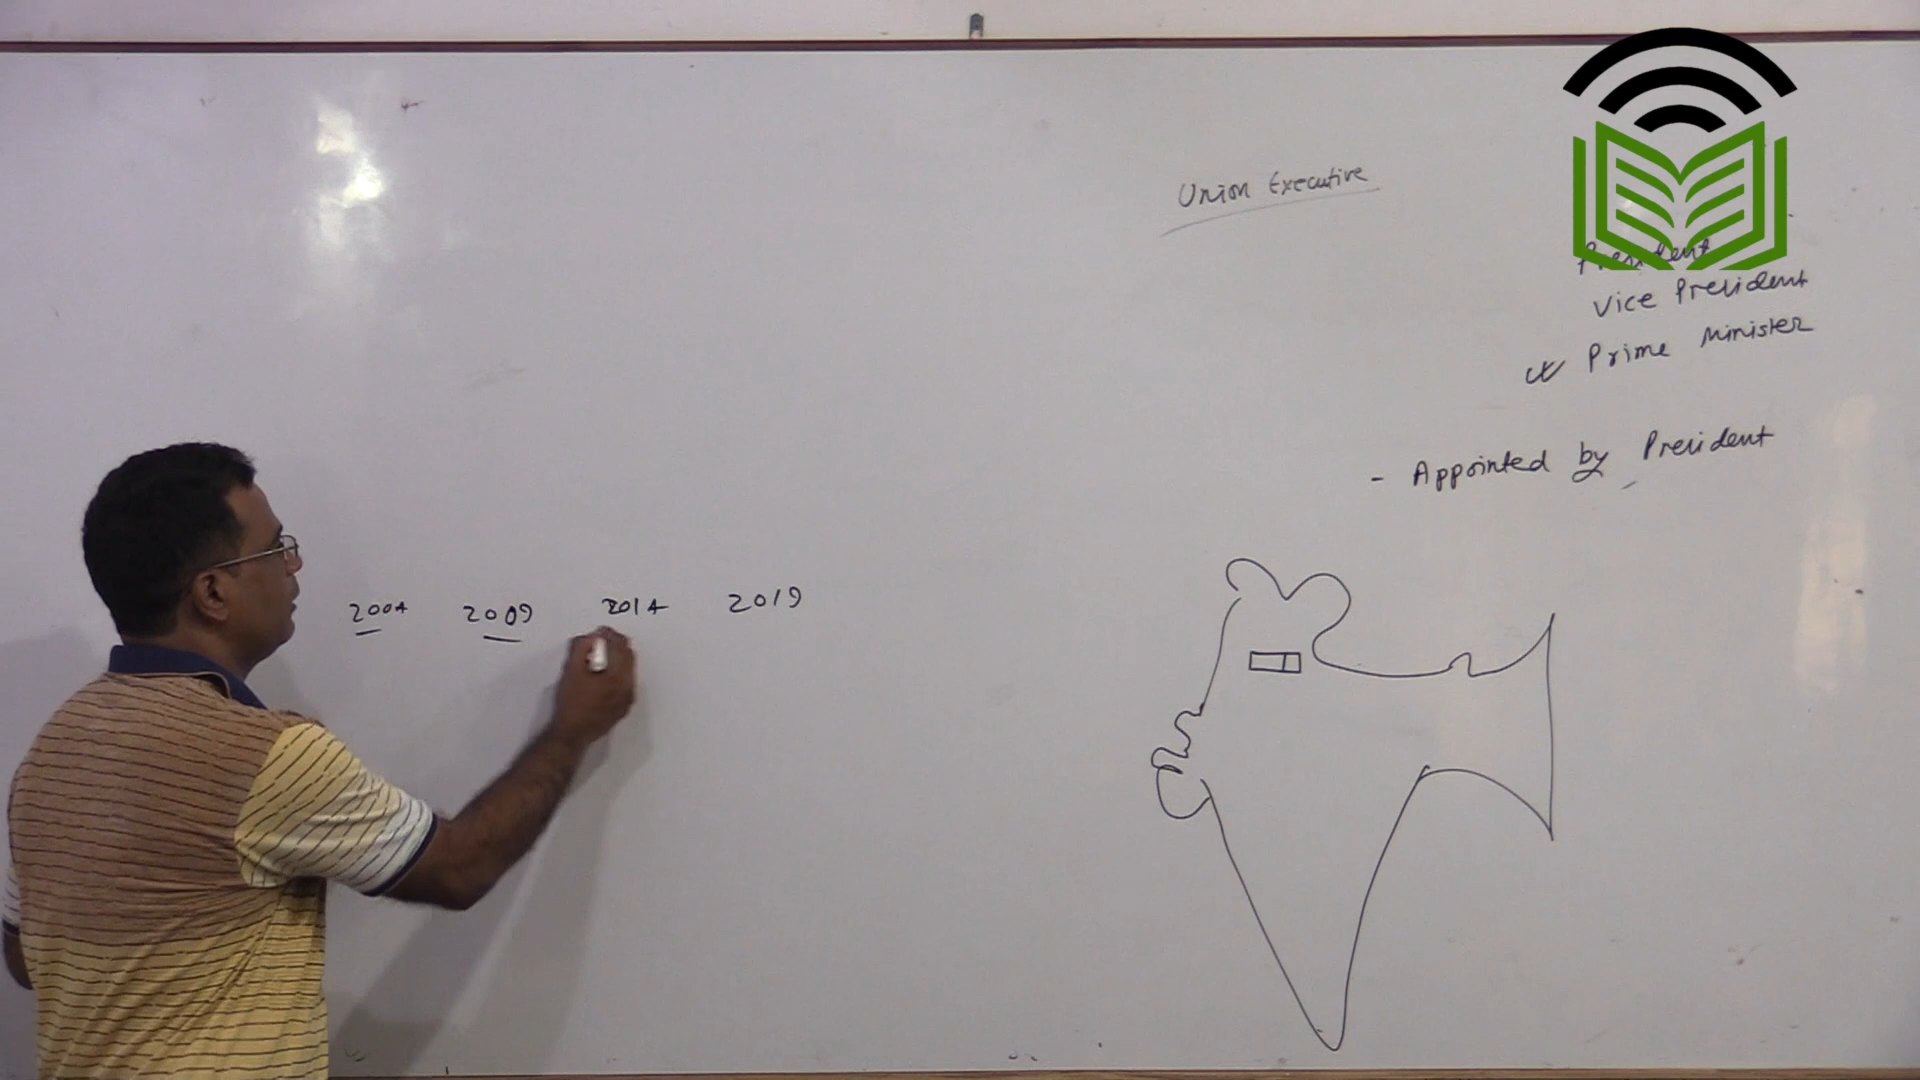 Union Executive
President
Vice President
Prime Minister
- Appointed by President
2004 2009 2014 2019